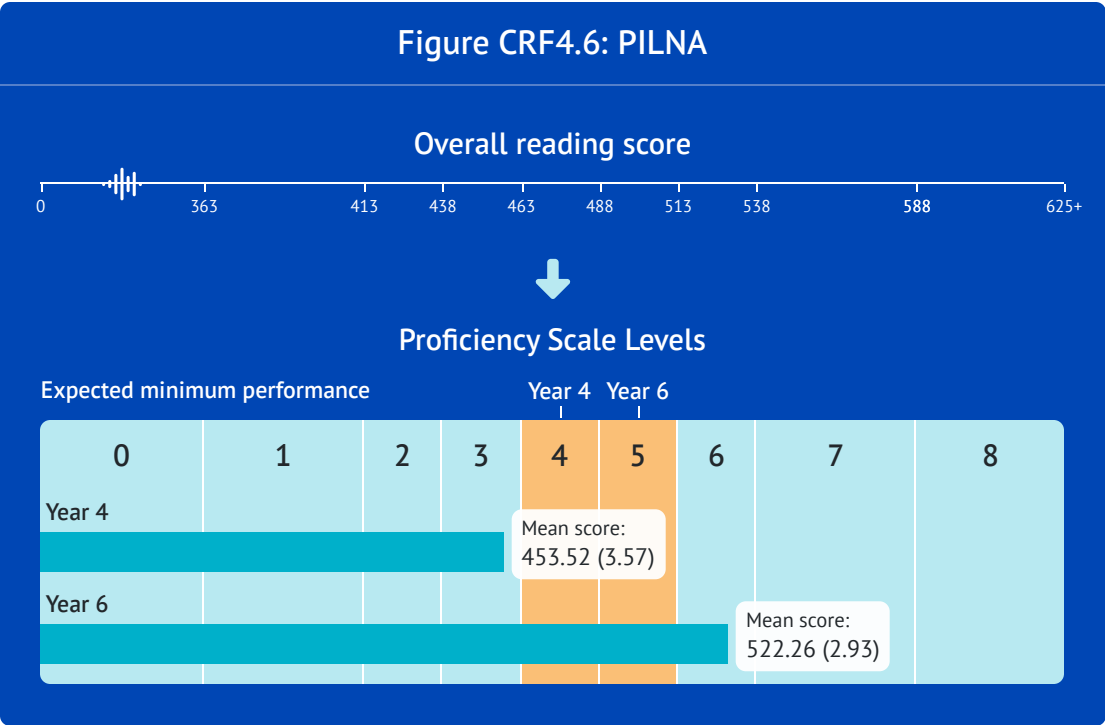 Figure CRF4.6: PILNA
Overall reading score
0 363 413 438 463 488 513 538 588 625+
Proficiency Scale Levels
Expected minimum performance Year 4 Year 6
0 1 2 3 4 5 6 7 8
Year 4
Mean score:
453.52 (3.57)
Year 6
Mean score:
522.26 (2.93)